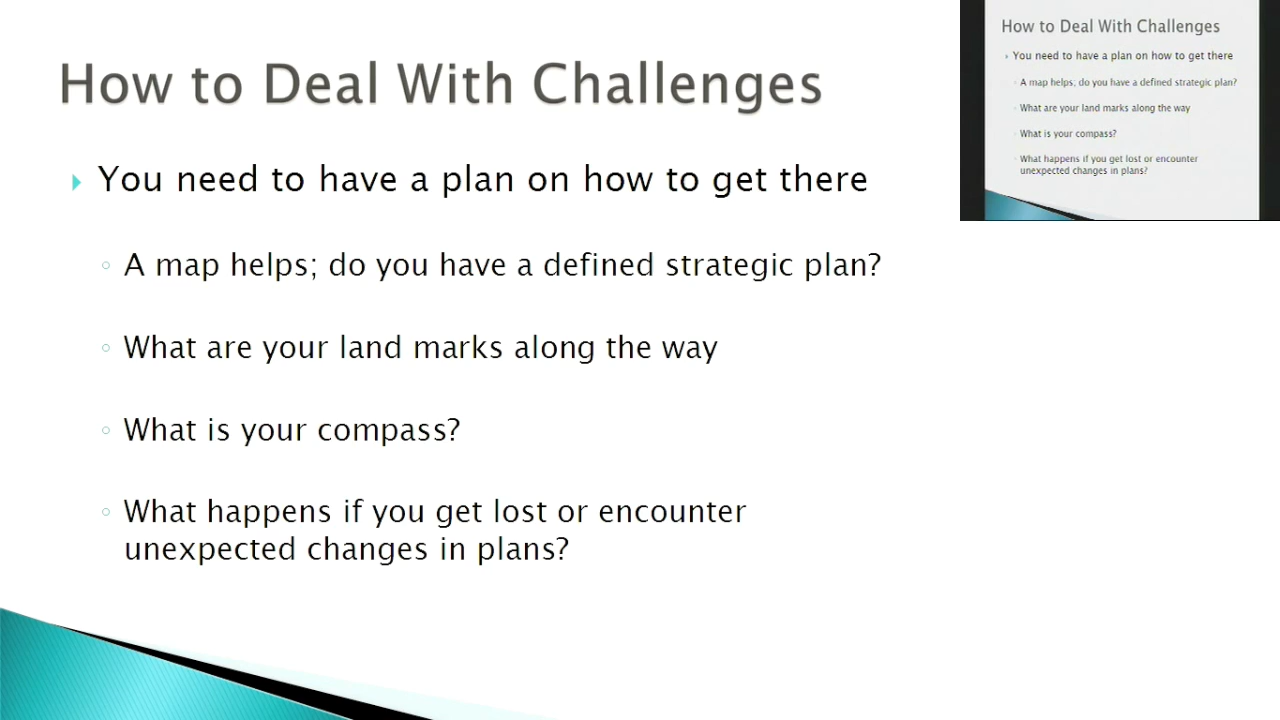 How to Deal With Challenges
You need to have a plan on how to get there
A map helps; do you have a defined strategic plan?
What are your land marks along the way
What is your compass?
What happens if you get lost or encounter
unexpected changes in plans?
How to Deal With Challenges
You need to have a plan on how to get there
A map helps; do you have a defined strategic plan?
What are your land marks along the way
What is your compass?
What happens if you get lost or encounter
unexpected changes in plans?